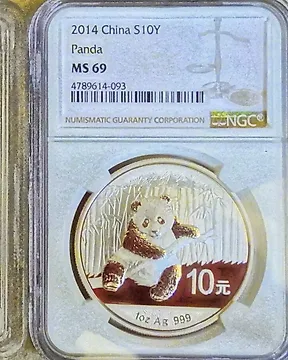 2014 China S10Y
Panda
MS 69
4789614-093
NUMISMATIC GUARANTY CORPORATION
NGC
10元
1oz Ag 999